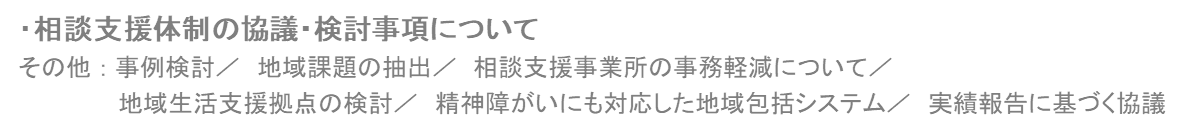 ・相談支援体制の協議・検討事項について
その他：事例検討／　地域課題の抽出／　相談支援事業所の事務軽減について／
地域生活支援拠点の検討／　精神障がいにも対応した地域包括システム／　実績報告に基づく協議